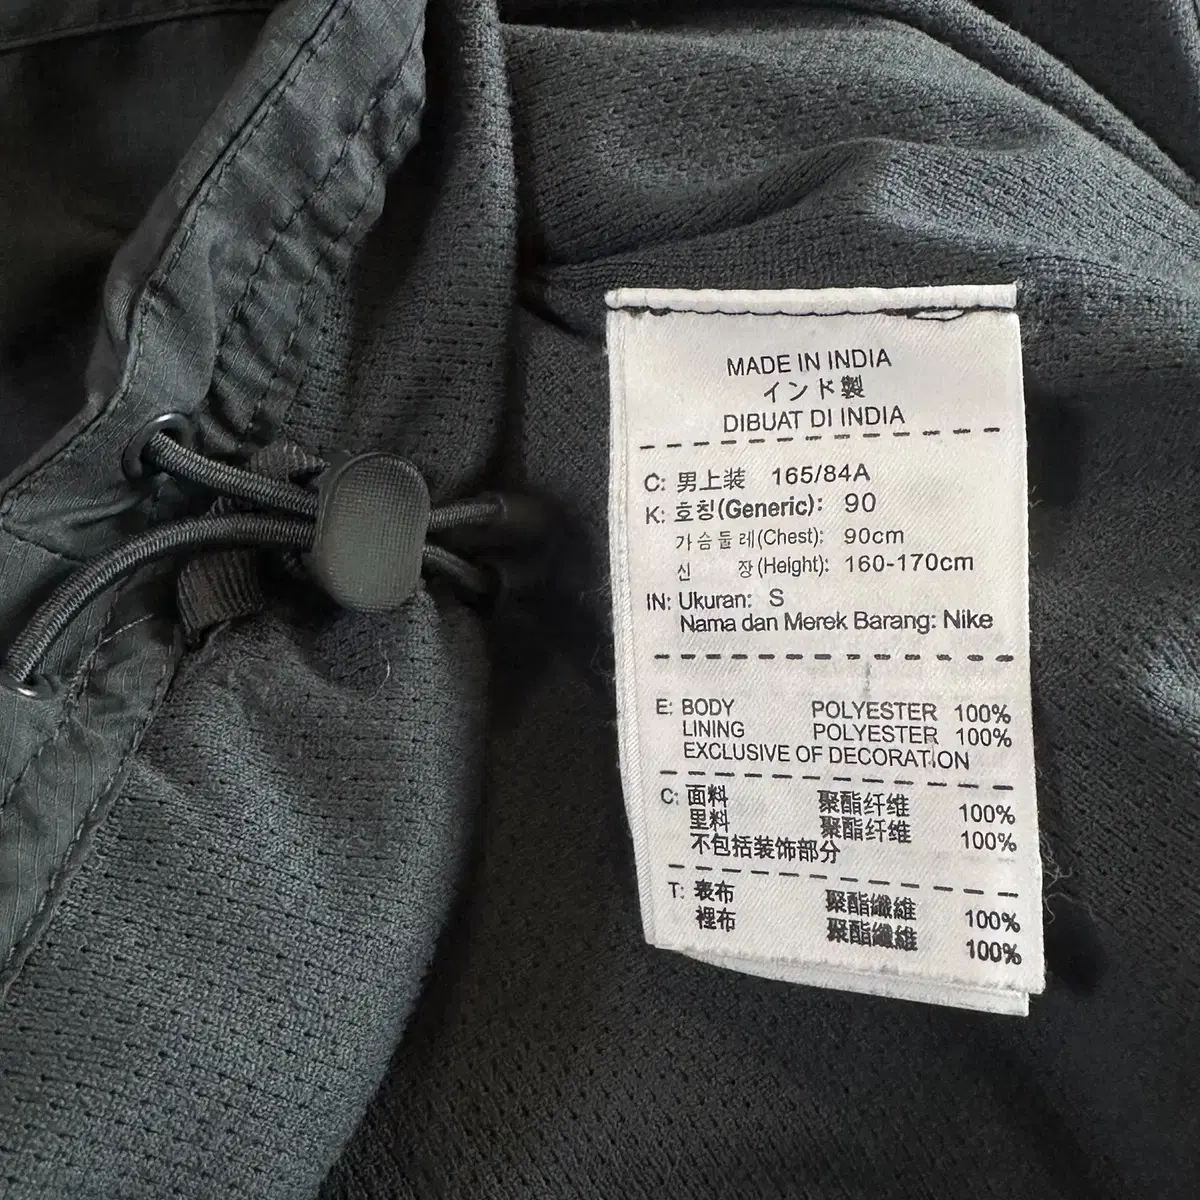 MADE IN INDIA
インド製
DIBUAT DI INDIA
C: 男上装 165/84A
K: 호칭(Generic): 90
가슴둘레(Chest): 90cm
신 장(Height): 160-170cm
IN: Ukuran: S
Nama dan Merek Barang: Nike
E: BODY POLYESTER 100%
LINING POLYESTER 100%
EXCLUSIVE OF DECORATION
C: 面料 聚酯纤维 100%
里料 聚酯纤维 100%
不包括装饰部分
T: 表布 聚酯纖維 100%
裡布 聚酯纖維 100%